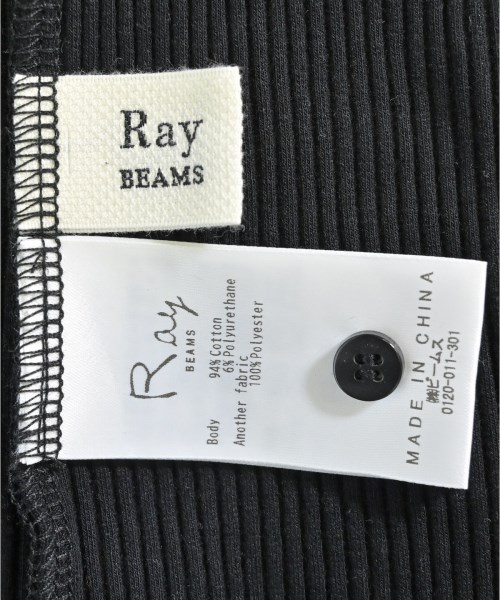 Ray
BEAMS
Ray
BEAMS
Body
94% Cotton
6% Polyurethane
Another fabric
100% Polyester
MADE IN CHINA
㈱ビームス
0120-011-301